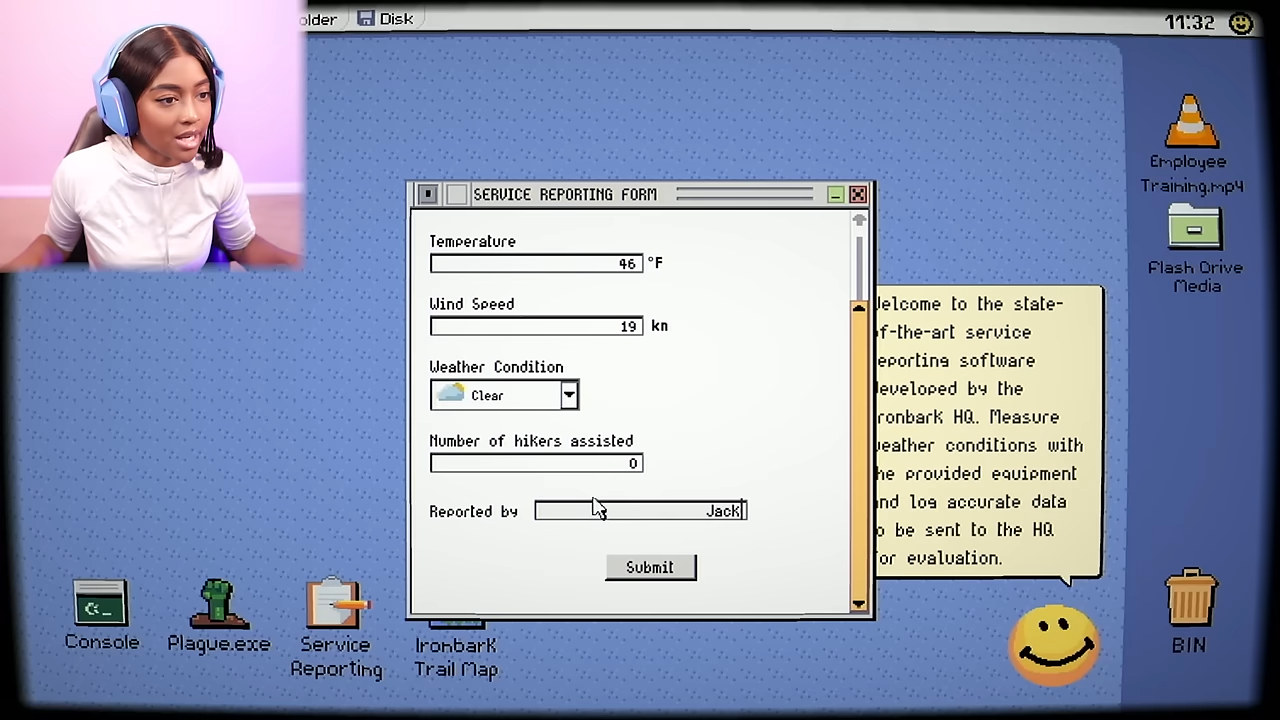 older
Disk
11:32
Employee
Training.mp4
Flash Drive
Media
SERVICE REPORTING FORM
Temperature
46 °F
Wind Speed
19 kn
Weather Condition
Clear
Number of hikers assisted
0
Reported by Jack
Submit
elcome to the state-
f-the-art service
eporting software
eveloped by the
ronbark HQ. Measure
eather conditions with
he provided equipment
nd log accurate data
o be sent to the HQ
or evaluation.
Console
Plague.exe
Service
Reporting
Ironbark
Trail Map
BIN